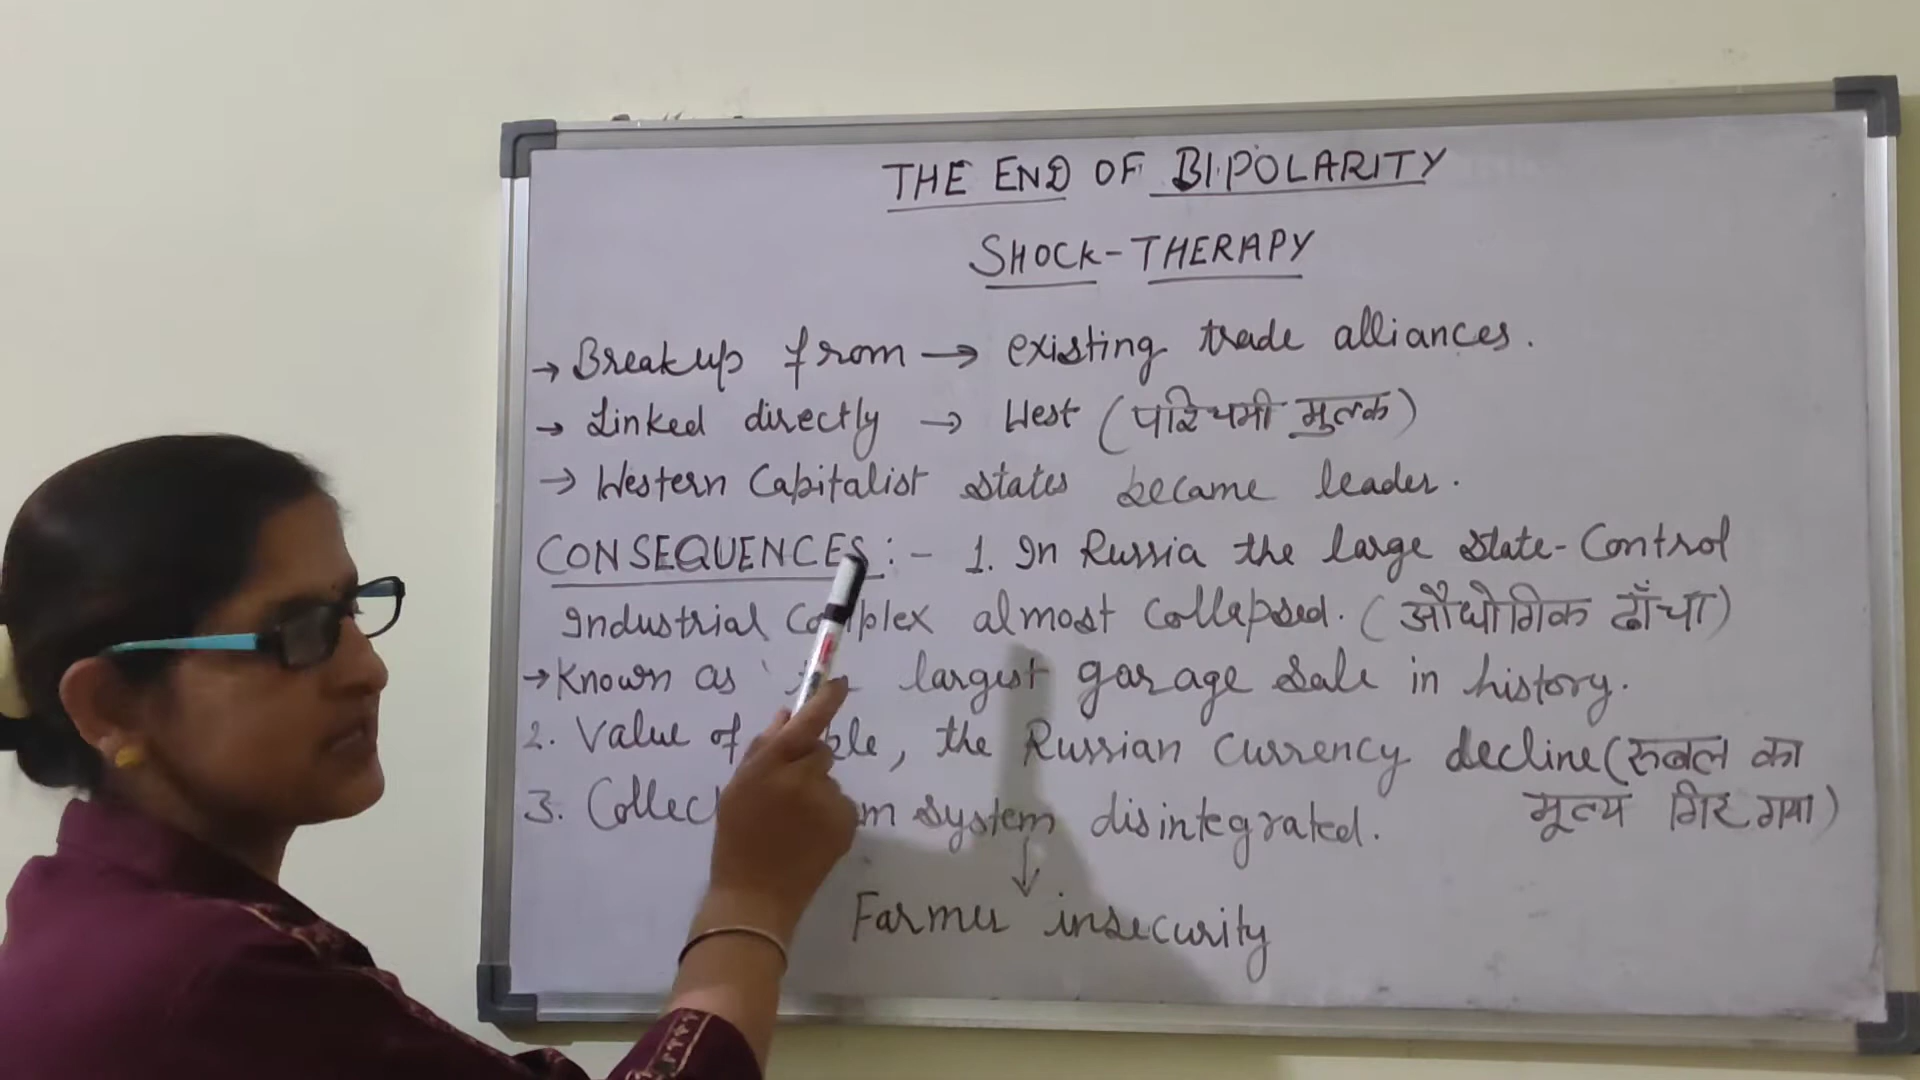 THE END OF BIPOLARITY
SHOCK-THERAPY
→ Breakup from → existing trade alliances.
→ Linked directly → West (पश्चिमी मुल्क)
→ Western Capitalist states became leader.
CONSEQUENCES :- 1. In Russia the large state-Control
Industrial complex almost collapsed. (औधोगिक ढाँचा)
→ Known as largest garage sale in history.
2. Value of the Russian Currency decline (रूबल का
मूल्य गिर गया)
3. system disintegrated.
↓
Farmer insecurity